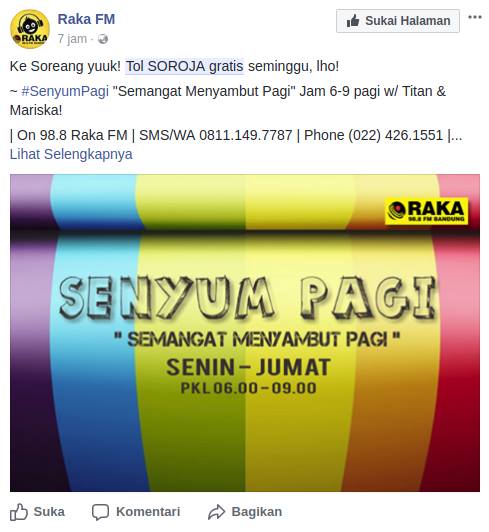 Raka FM
7 jam ·
Sukai Halaman
Ke Soreang yuuk! Tol SOROJA gratis seminggu, lho!
~ #SenyumPagi "Semangat Menyambut Pagi" Jam 6-9 pagi w/ Titan &
Mariska!
| On 98.8 Raka FM | SMS/WA 0811.149.7787 | Phone (022) 426.1551 |...
Lihat Selengkapnya
RAKA
98.8 FM BANDUNG
SENYUM PAGI
" SEMANGAT MENYAMBUT PAGI "
SENIN - JUMAT
PKL 06.00 - 09.00
Suka Komentari Bagikan